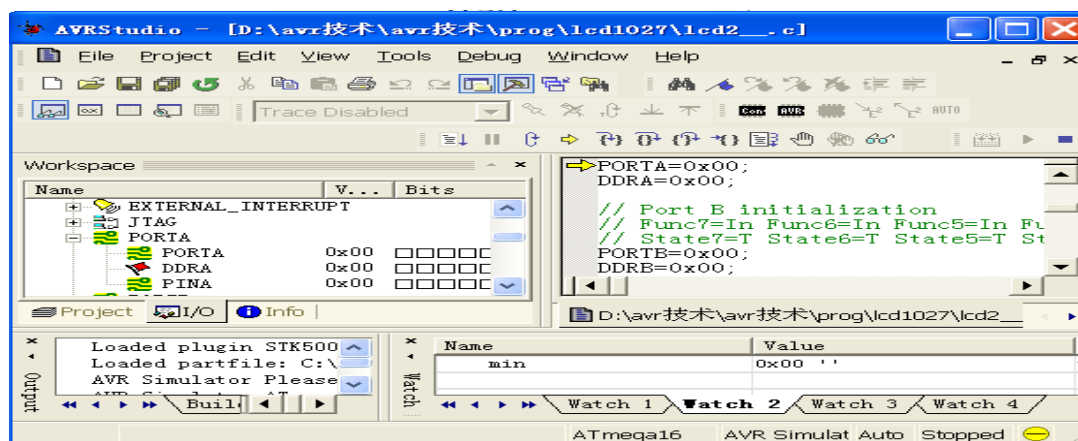 AVRStudio - [D:\avr技术\avr技术\prog\lcd1027\lcd2__.c]
File Project Edit View Tools Debug Window Help
Trace Disabled
Con AVR AUTO
Workspace
Name V... Bits
EXTERNAL_INTERRUPT
JTAG
PORTA
PORTA 0x00
DDRA 0x00
PINA 0x00
Project I/O Info
PORTA=0x00;
DDRA=0x00;
// Port B initialization
// Func7=In Func6=In Func5=In Fu
// State7=T State6=T State5=T St
PORTB=0x00;
DDRB=0x00;
D:\avr技术\avr技术\prog\lcd1027\lcd2__
Output
Loaded plugin STK500
Loaded partfile: C:\
AVR Simulator Please
Buil
Watch
Name Value
min 0x00 ''
Watch 1 Watch 2 Watch 3 Watch 4
ATmega16 AVR Simulat Auto Stopped